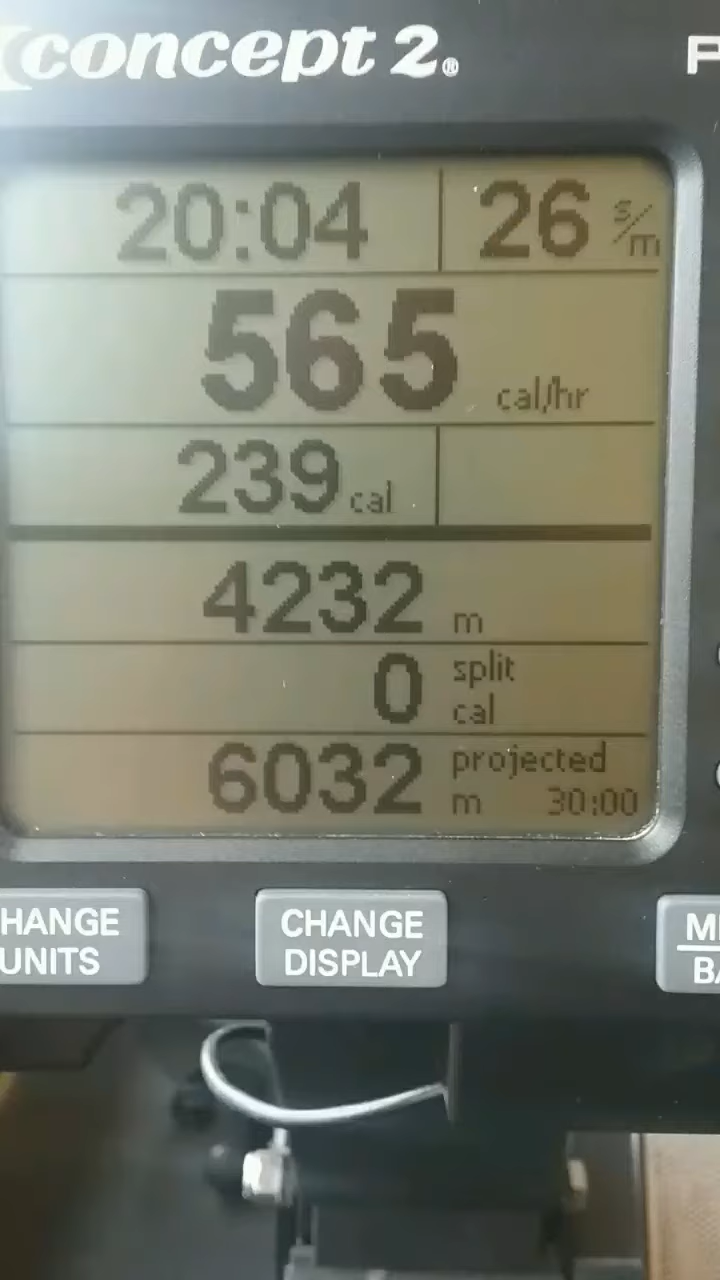 concept 2®
20:04 26 s/m
565 cal/hr
239 cal
4232 m
0 split
cal
6032 projected
m 30:00
HANGE
UNITS
CHANGE
DISPLAY